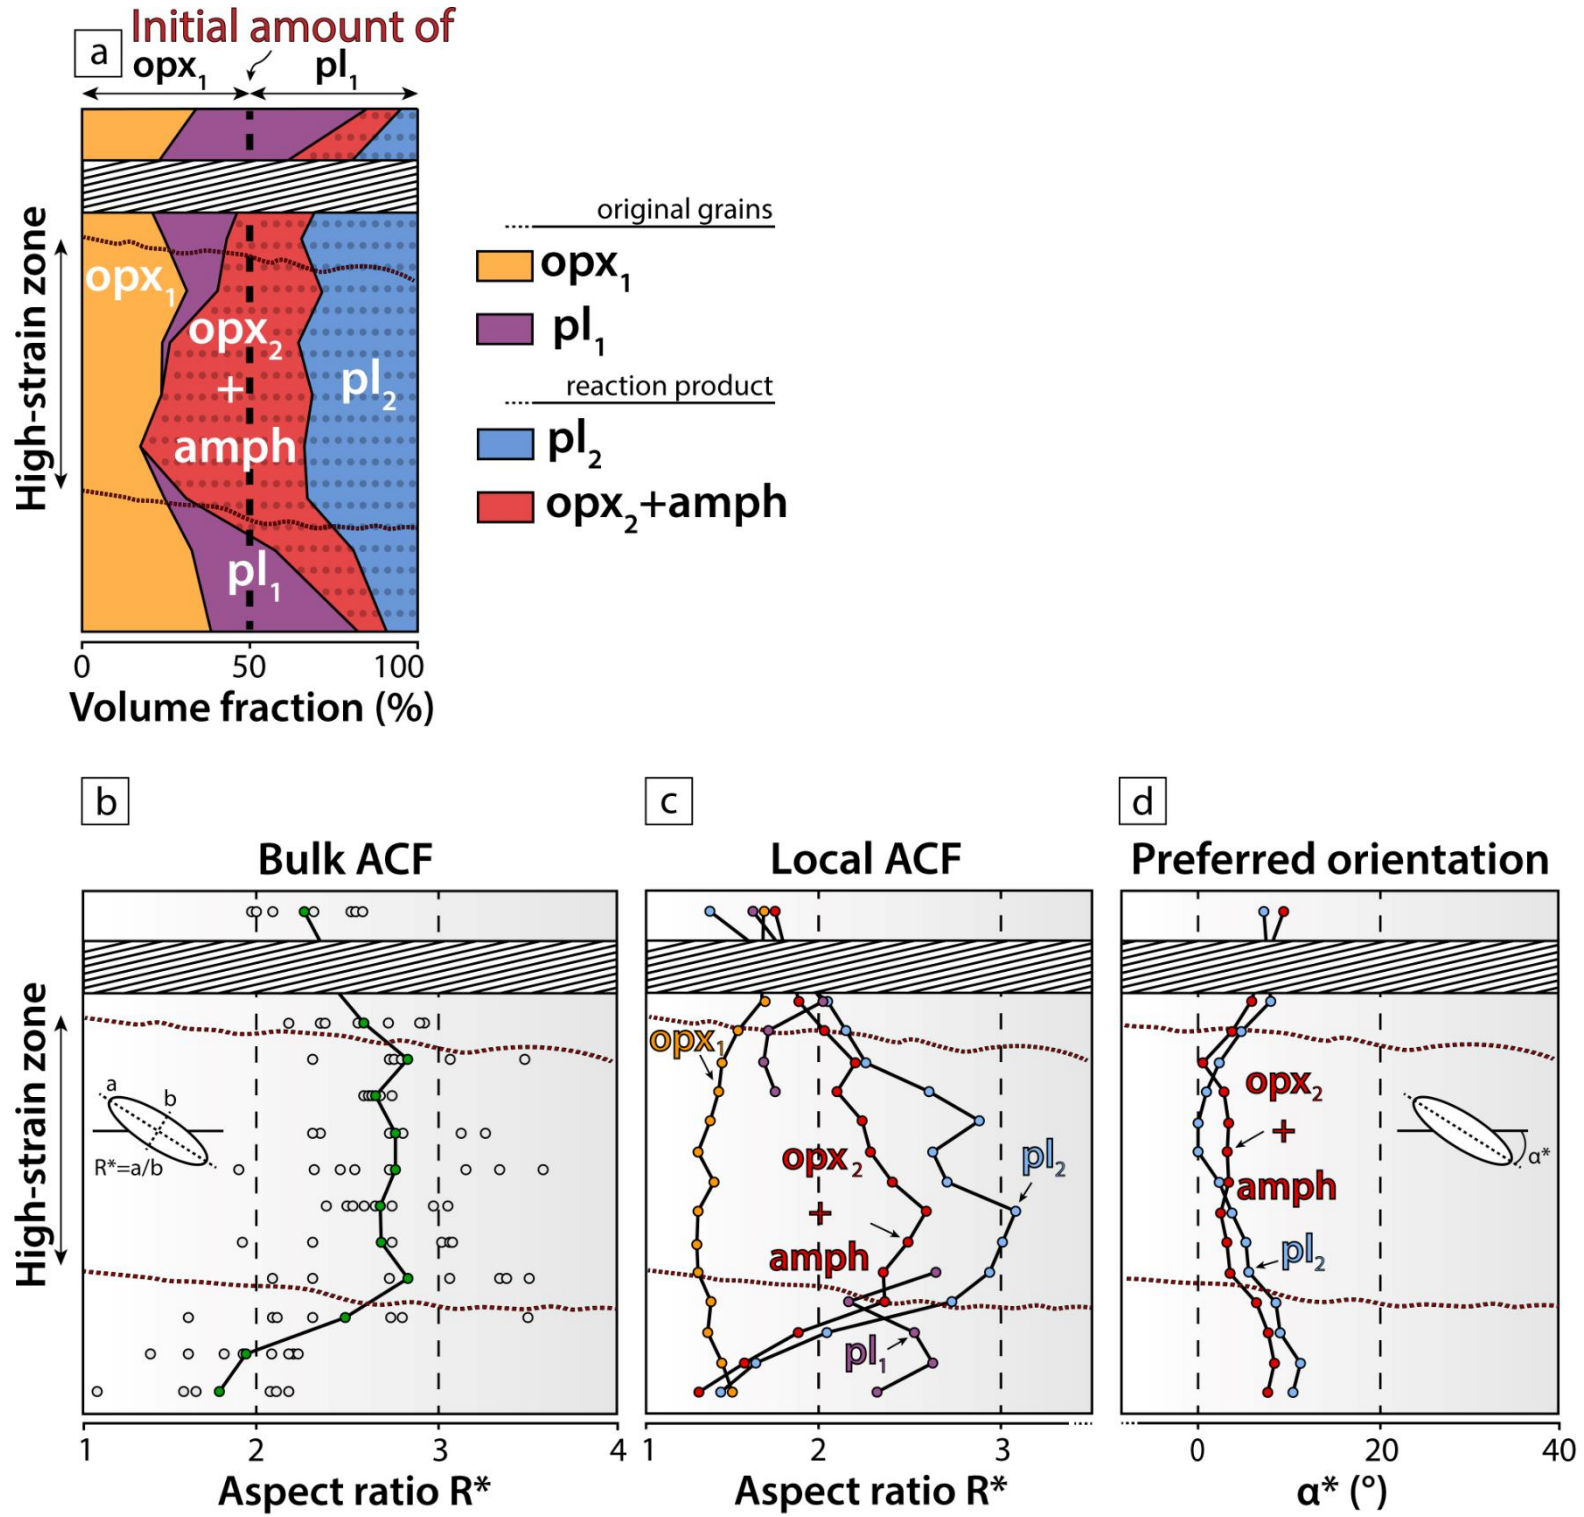 a
Initial amount of
opx₁ pl₁
High-strain zone
opx₁
opx₂
+
amph
pl₂
pl₁
0 50 100
Volume fraction (%)
original grains
opx₁
pl₁
reaction product
pl₂
opx₂+amph
b
Bulk ACF
High-strain zone
a
b
R*=a/b
1 2 3 4
Aspect ratio R*
c
Local ACF
opx₁
opx₂
+
amph
pl₂
pl₁
1 2 3
Aspect ratio R*
d
Preferred orientation
opx₂
+
amph
pl₂
α*
0 20 40
α* (°)